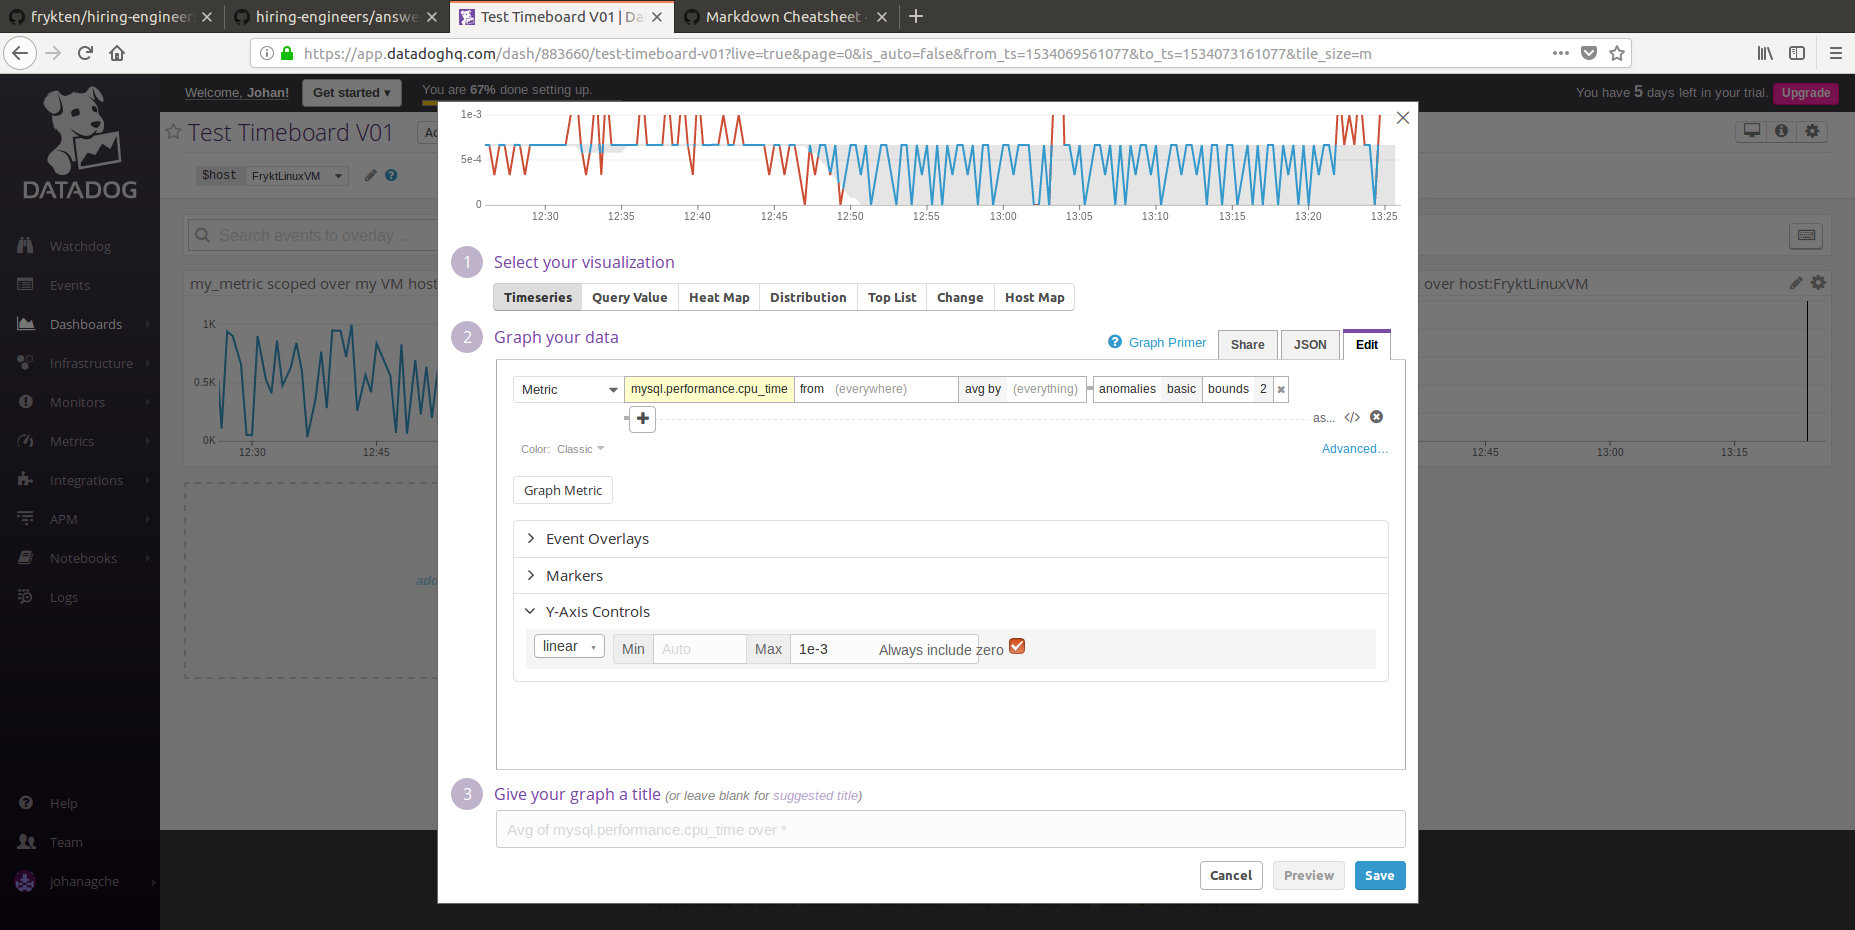 frykten/hiring-engineer
hiring-engineers/answe
Test Timeboard V01 | Da
Markdown Cheatsheet
https://app.datadoghq.com/dash/883660/test-timeboard-v01?live=true&page=0&is_auto=false&from_ts=1534069561077&to_ts=1534073161077&tile_size=m
Welcome, Johan!
Get started ▾
You are 67% done setting up.
You have 5 days left in your trial.
Upgrade
DATADOG
Watchdog
Events
Dashboards
Infrastructure
Monitors
Metrics
Integrations
APM
Notebooks
Logs
Help
Team
johanagche
Test Timeboard V01
$host FryktLinuxVM
Search events to overlay...
my_metric scoped over my VM host
1K
0.5K
0K
12:30 12:45
over host:FryktLinuxVM
12:45 13:00 13:15
1e-3
5e-4
0
12:30 12:35 12:40 12:45 12:50 12:55 13:00 13:05 13:10 13:15 13:20 13:25
1 Select your visualization
Timeseries Query Value Heat Map Distribution Top List Change Host Map
2 Graph your data
Graph Primer Share JSON Edit
Metric mysql.performance.cpu_time from (everywhere) avg by (everything) anomalies basic bounds 2
as... </>
Color: Classic
Advanced...
Graph Metric
Event Overlays
Markers
Y-Axis Controls
linear Min Auto Max 1e-3 Always include zero
3 Give your graph a title (or leave blank for suggested title)
Avg of mysql.performance.cpu_time over *
Cancel Preview Save